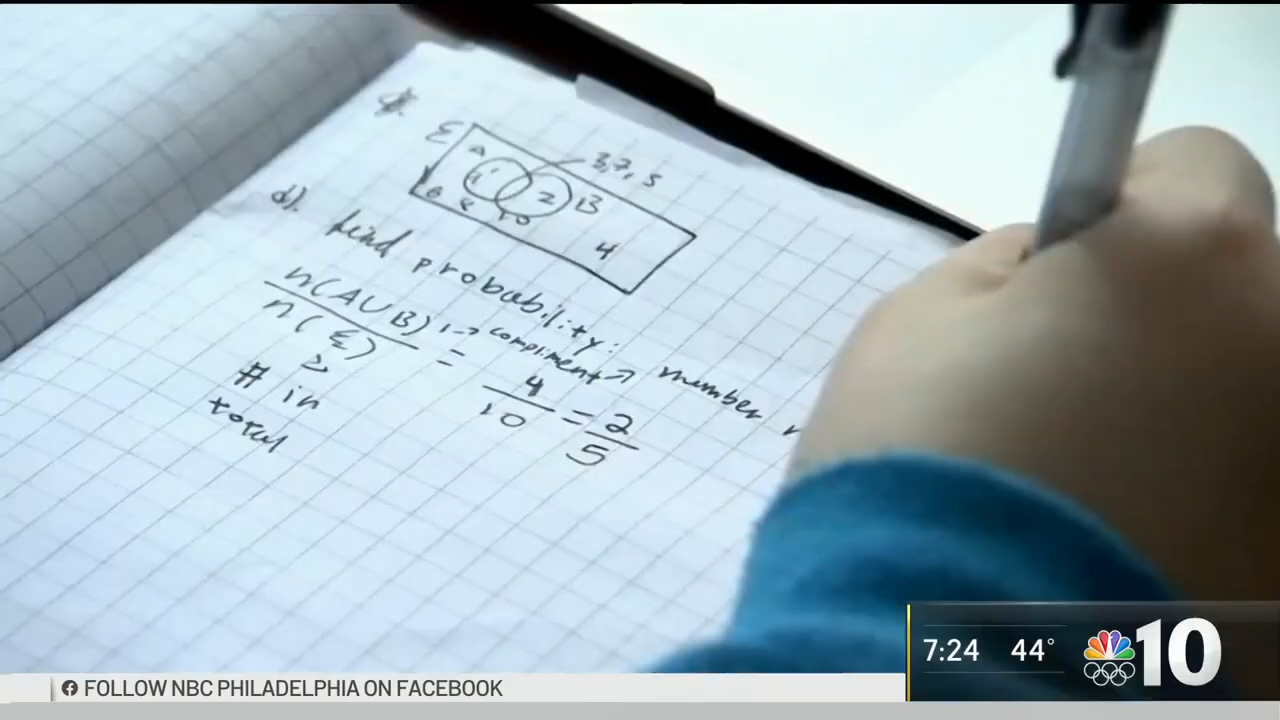 ℰ
A
3, 7, 5
1
2
B
6
8
10
4
d). find probability:
n(A∪B)' → compliment → number
n(ℰ) = 4/10 = 2/5
# in
total
7:24 44°
10
FOLLOW NBC PHILADELPHIA ON FACEBOOK